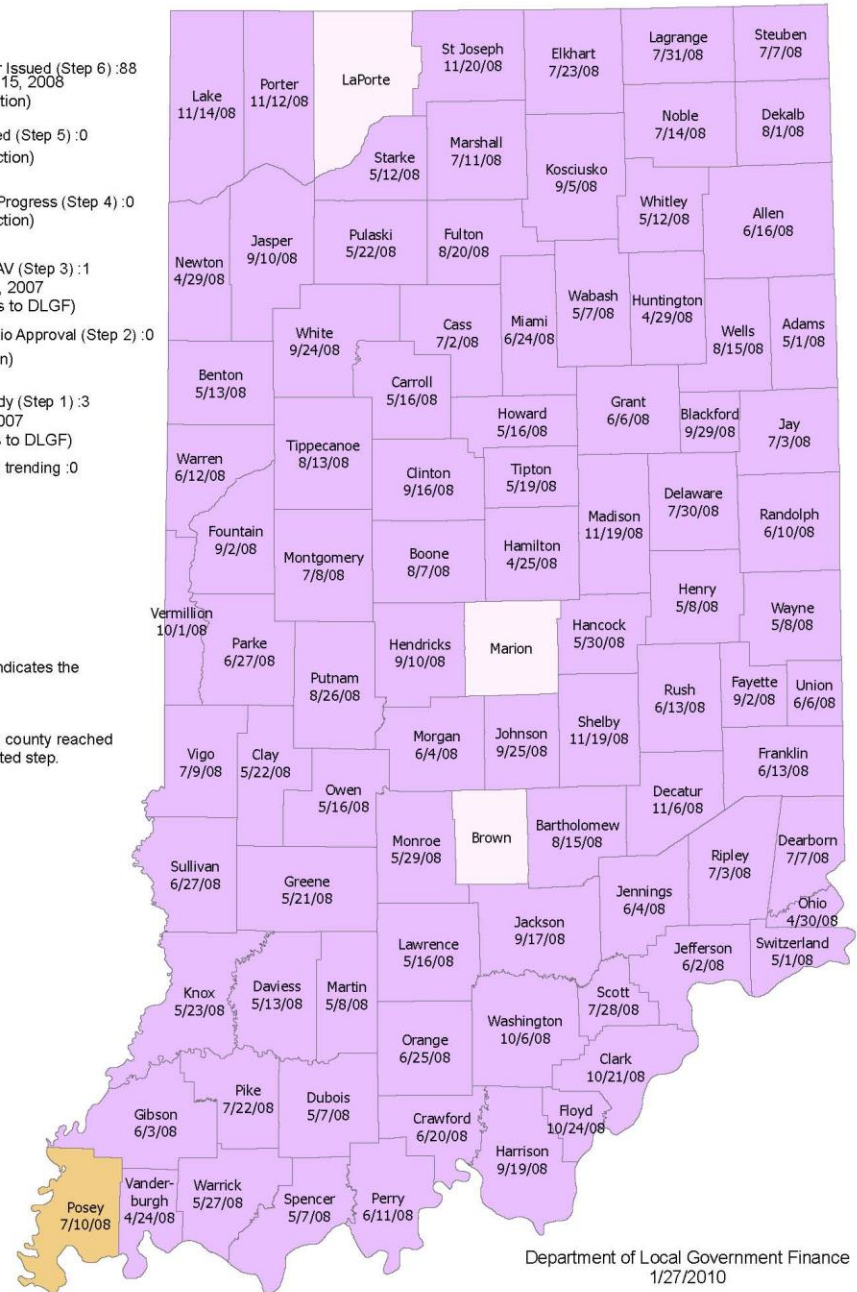 r Issued (Step 6) :88
15, 2008
tion)
ed (Step 5) :0
ction)
Progress (Step 4) :0
ction)
AV (Step 3) :1
, 2007
s to DLGF)
io Approval (Step 2) :0
n)
dy (Step 1) :3
007
s to DLGF)
trending :0
ndicates the
county reached
ted step.
Lake
11/14/08
Porter
11/12/08
LaPorte
St Joseph
11/20/08
Elkhart
7/23/08
Lagrange
7/31/08
Steuben
7/7/08
Noble
7/14/08
Dekalb
8/1/08
Starke
5/12/08
Marshall
7/11/08
Kosciusko
9/5/08
Whitley
5/12/08
Allen
6/16/08
Newton
4/29/08
Jasper
9/10/08
Pulaski
5/22/08
Fulton
8/20/08
White
9/24/08
Cass
7/2/08
Miami
6/24/08
Wabash
5/7/08
Huntington
4/29/08
Wells
8/15/08
Adams
5/1/08
Benton
5/13/08
Carroll
5/16/08
Howard
5/16/08
Grant
6/6/08
Blackford
9/29/08
Jay
7/3/08
Warren
6/12/08
Tippecanoe
8/13/08
Clinton
9/16/08
Tipton
5/19/08
Madison
11/19/08
Delaware
7/30/08
Randolph
6/10/08
Fountain
9/2/08
Montgomery
7/8/08
Boone
8/7/08
Hamilton
4/25/08
Henry
5/8/08
Wayne
5/8/08
Vermillion
10/1/08
Parke
6/27/08
Putnam
8/26/08
Hendricks
9/10/08
Marion
Hancock
5/30/08
Rush
6/13/08
Fayette
9/2/08
Union
6/6/08
Vigo
7/9/08
Clay
5/22/08
Owen
5/16/08
Morgan
6/4/08
Johnson
9/25/08
Shelby
11/19/08
Franklin
6/13/08
Decatur
11/6/08
Sullivan
6/27/08
Greene
5/21/08
Monroe
5/29/08
Brown
Bartholomew
8/15/08
Jennings
6/4/08
Ripley
7/3/08
Dearborn
7/7/08
Ohio
4/30/08
Lawrence
5/16/08
Jackson
9/17/08
Jefferson
6/2/08
Switzerland
5/1/08
Knox
5/23/08
Daviess
5/13/08
Martin
5/8/08
Orange
6/25/08
Washington
10/6/08
Scott
7/28/08
Clark
10/21/08
Gibson
6/3/08
Pike
7/22/08
Dubois
5/7/08
Crawford
6/20/08
Harrison
9/19/08
Floyd
10/24/08
Posey
7/10/08
Vander-
burgh
4/24/08
Warrick
5/27/08
Spencer
5/7/08
Perry
6/11/08
Department of Local Government Finance
1/27/2010